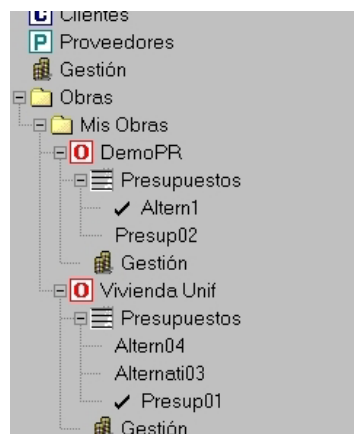 C Clientes
P Proveedores
Gestión
Obras
Mis Obras
O DemoPR
Presupuestos
Altern1
Presup02
Gestión
O Vivienda Unif
Presupuestos
Altern04
Alternati03
Presup01
Gestión